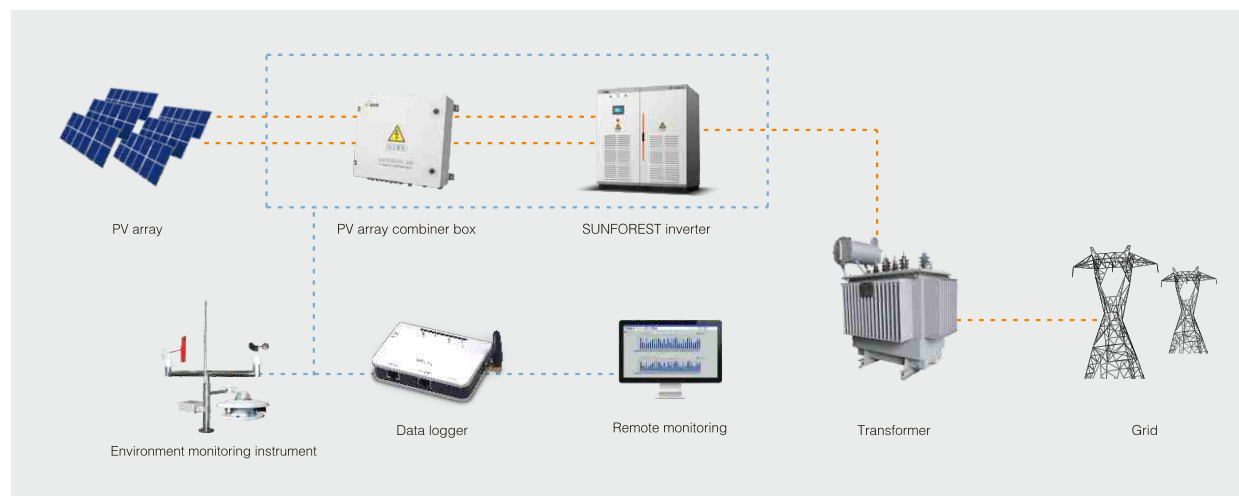 PV array
PV array combiner box
SUNFOREST inverter
Environment monitoring instrument
Data logger
Remote monitoring
Transformer
Grid